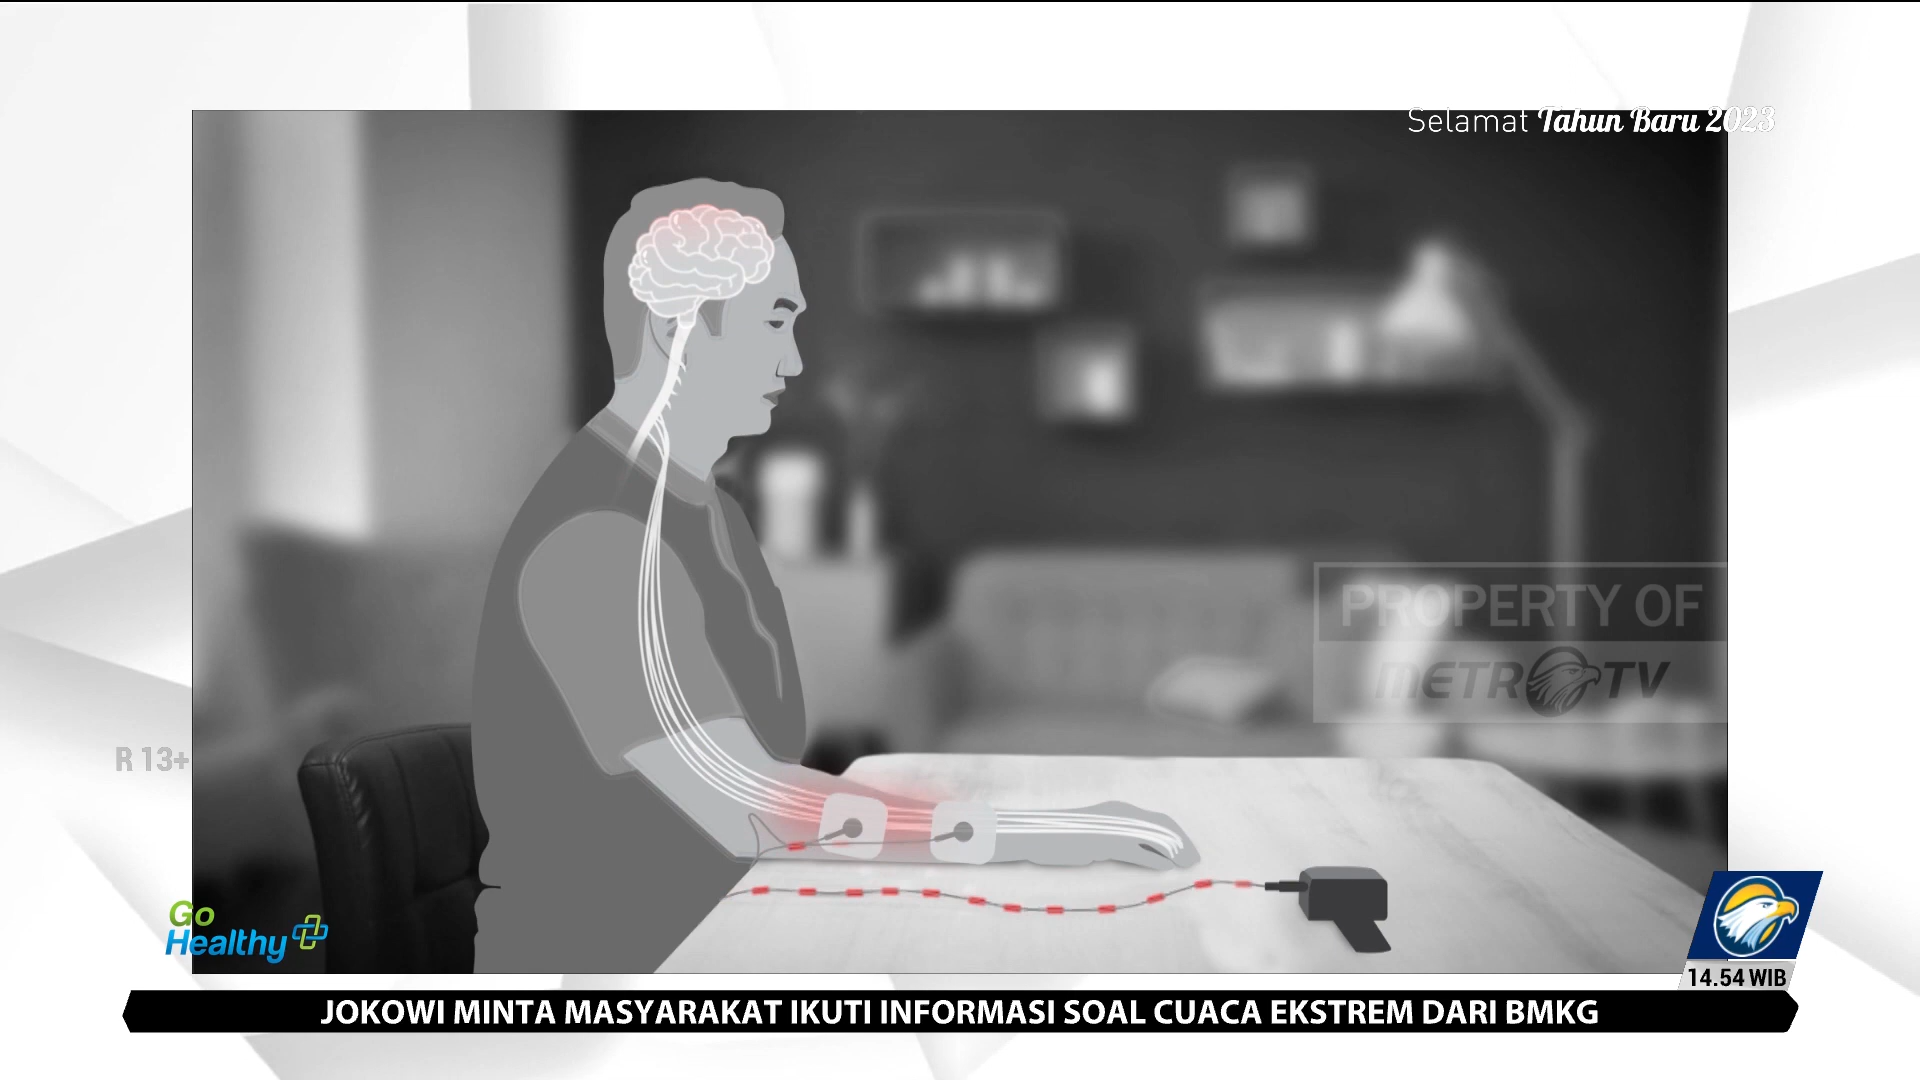 Selamat Tahun Baru 2023
PROPERTY OF
METRO TV
R 13+
Go
Healthy
14.54 WIB
JOKOWI MINTA MASYARAKAT IKUTI INFORMASI SOAL CUACA EKSTREM DARI BMKG